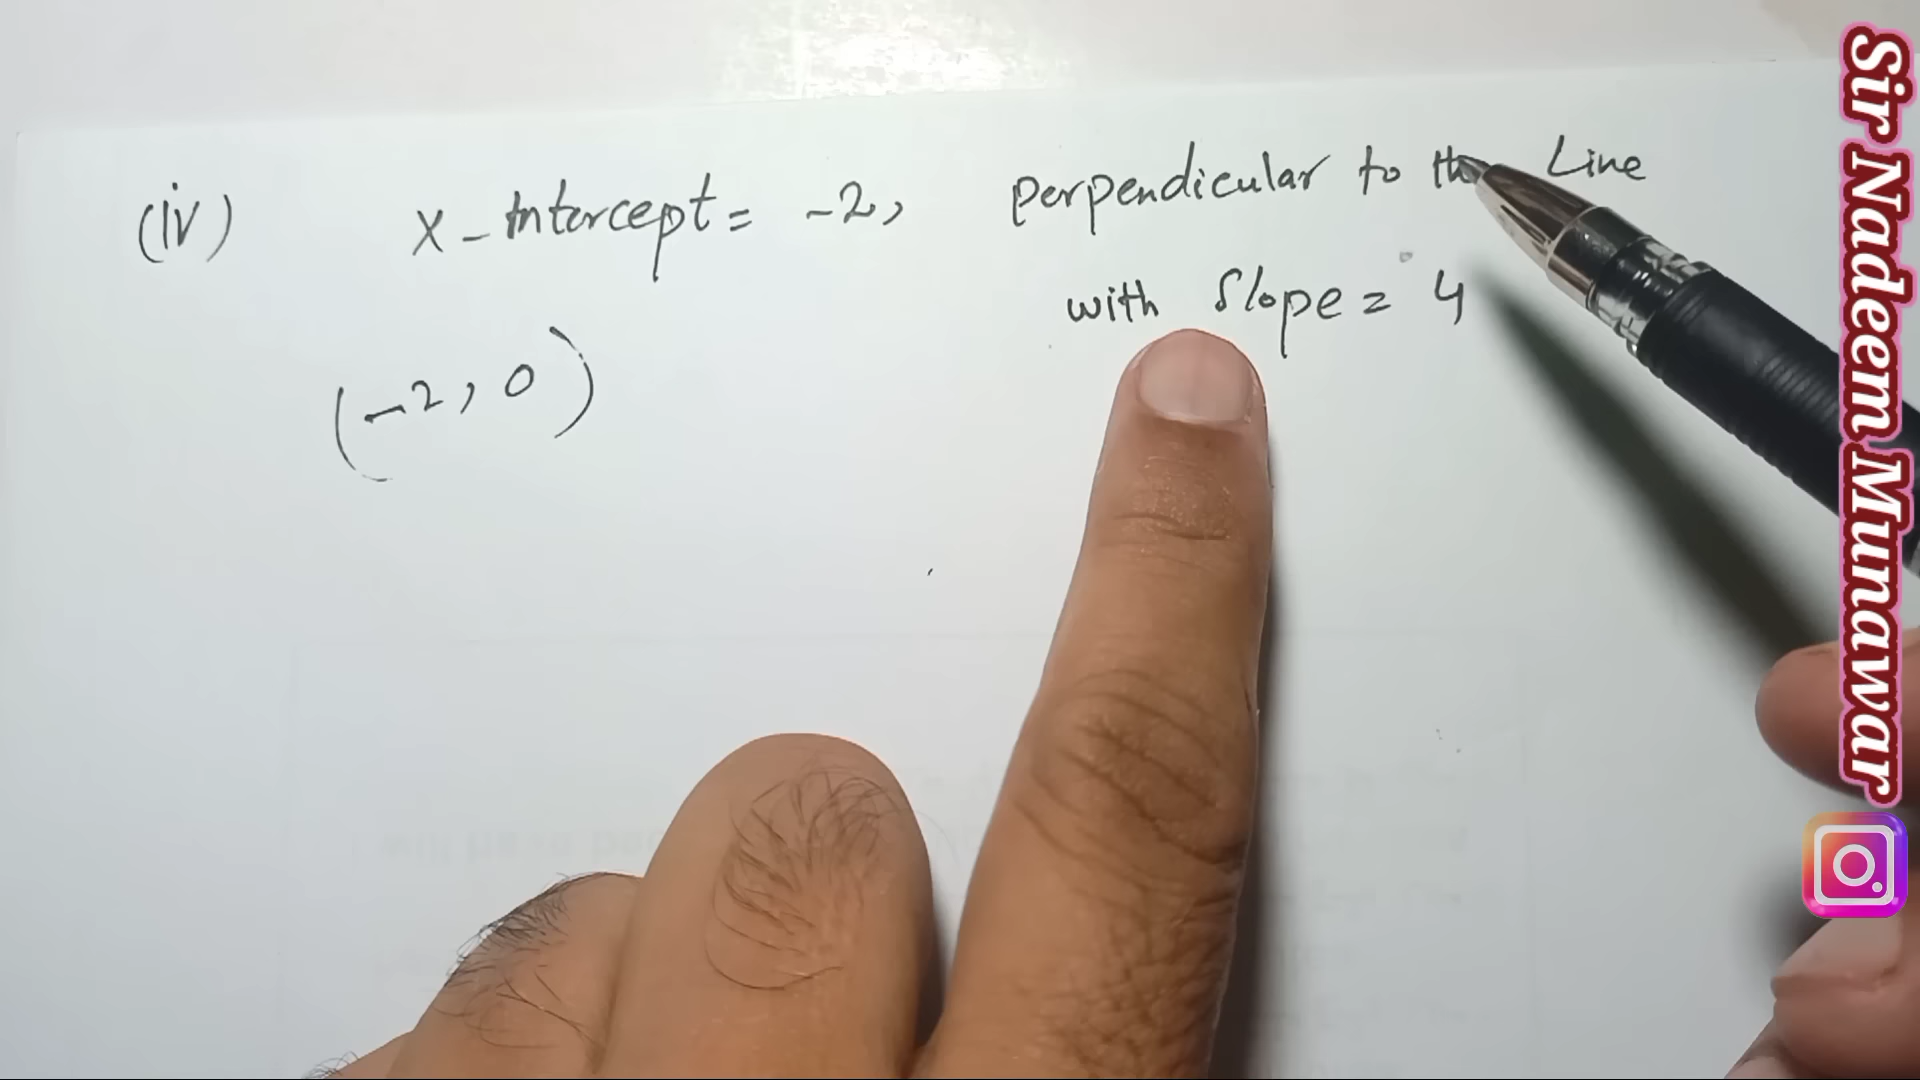 (iv) X-Intercept = -2, perpendicular to the Line
with Slope = 4
(-2, 0)
Sir Nadeem Munawar